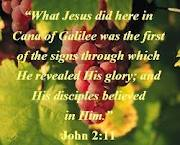 “What Jesus did here in
Cana of Galilee was the first
of the signs through which
He revealed His glory; and
His disciples believed
in Him.”
John 2:11